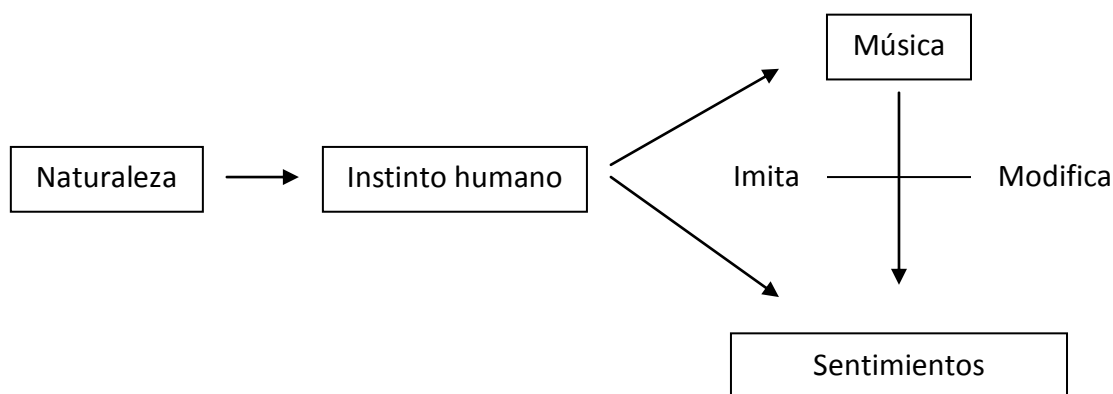 Música
Naturaleza
Instinto humano
Imita
Modifica
Sentimientos